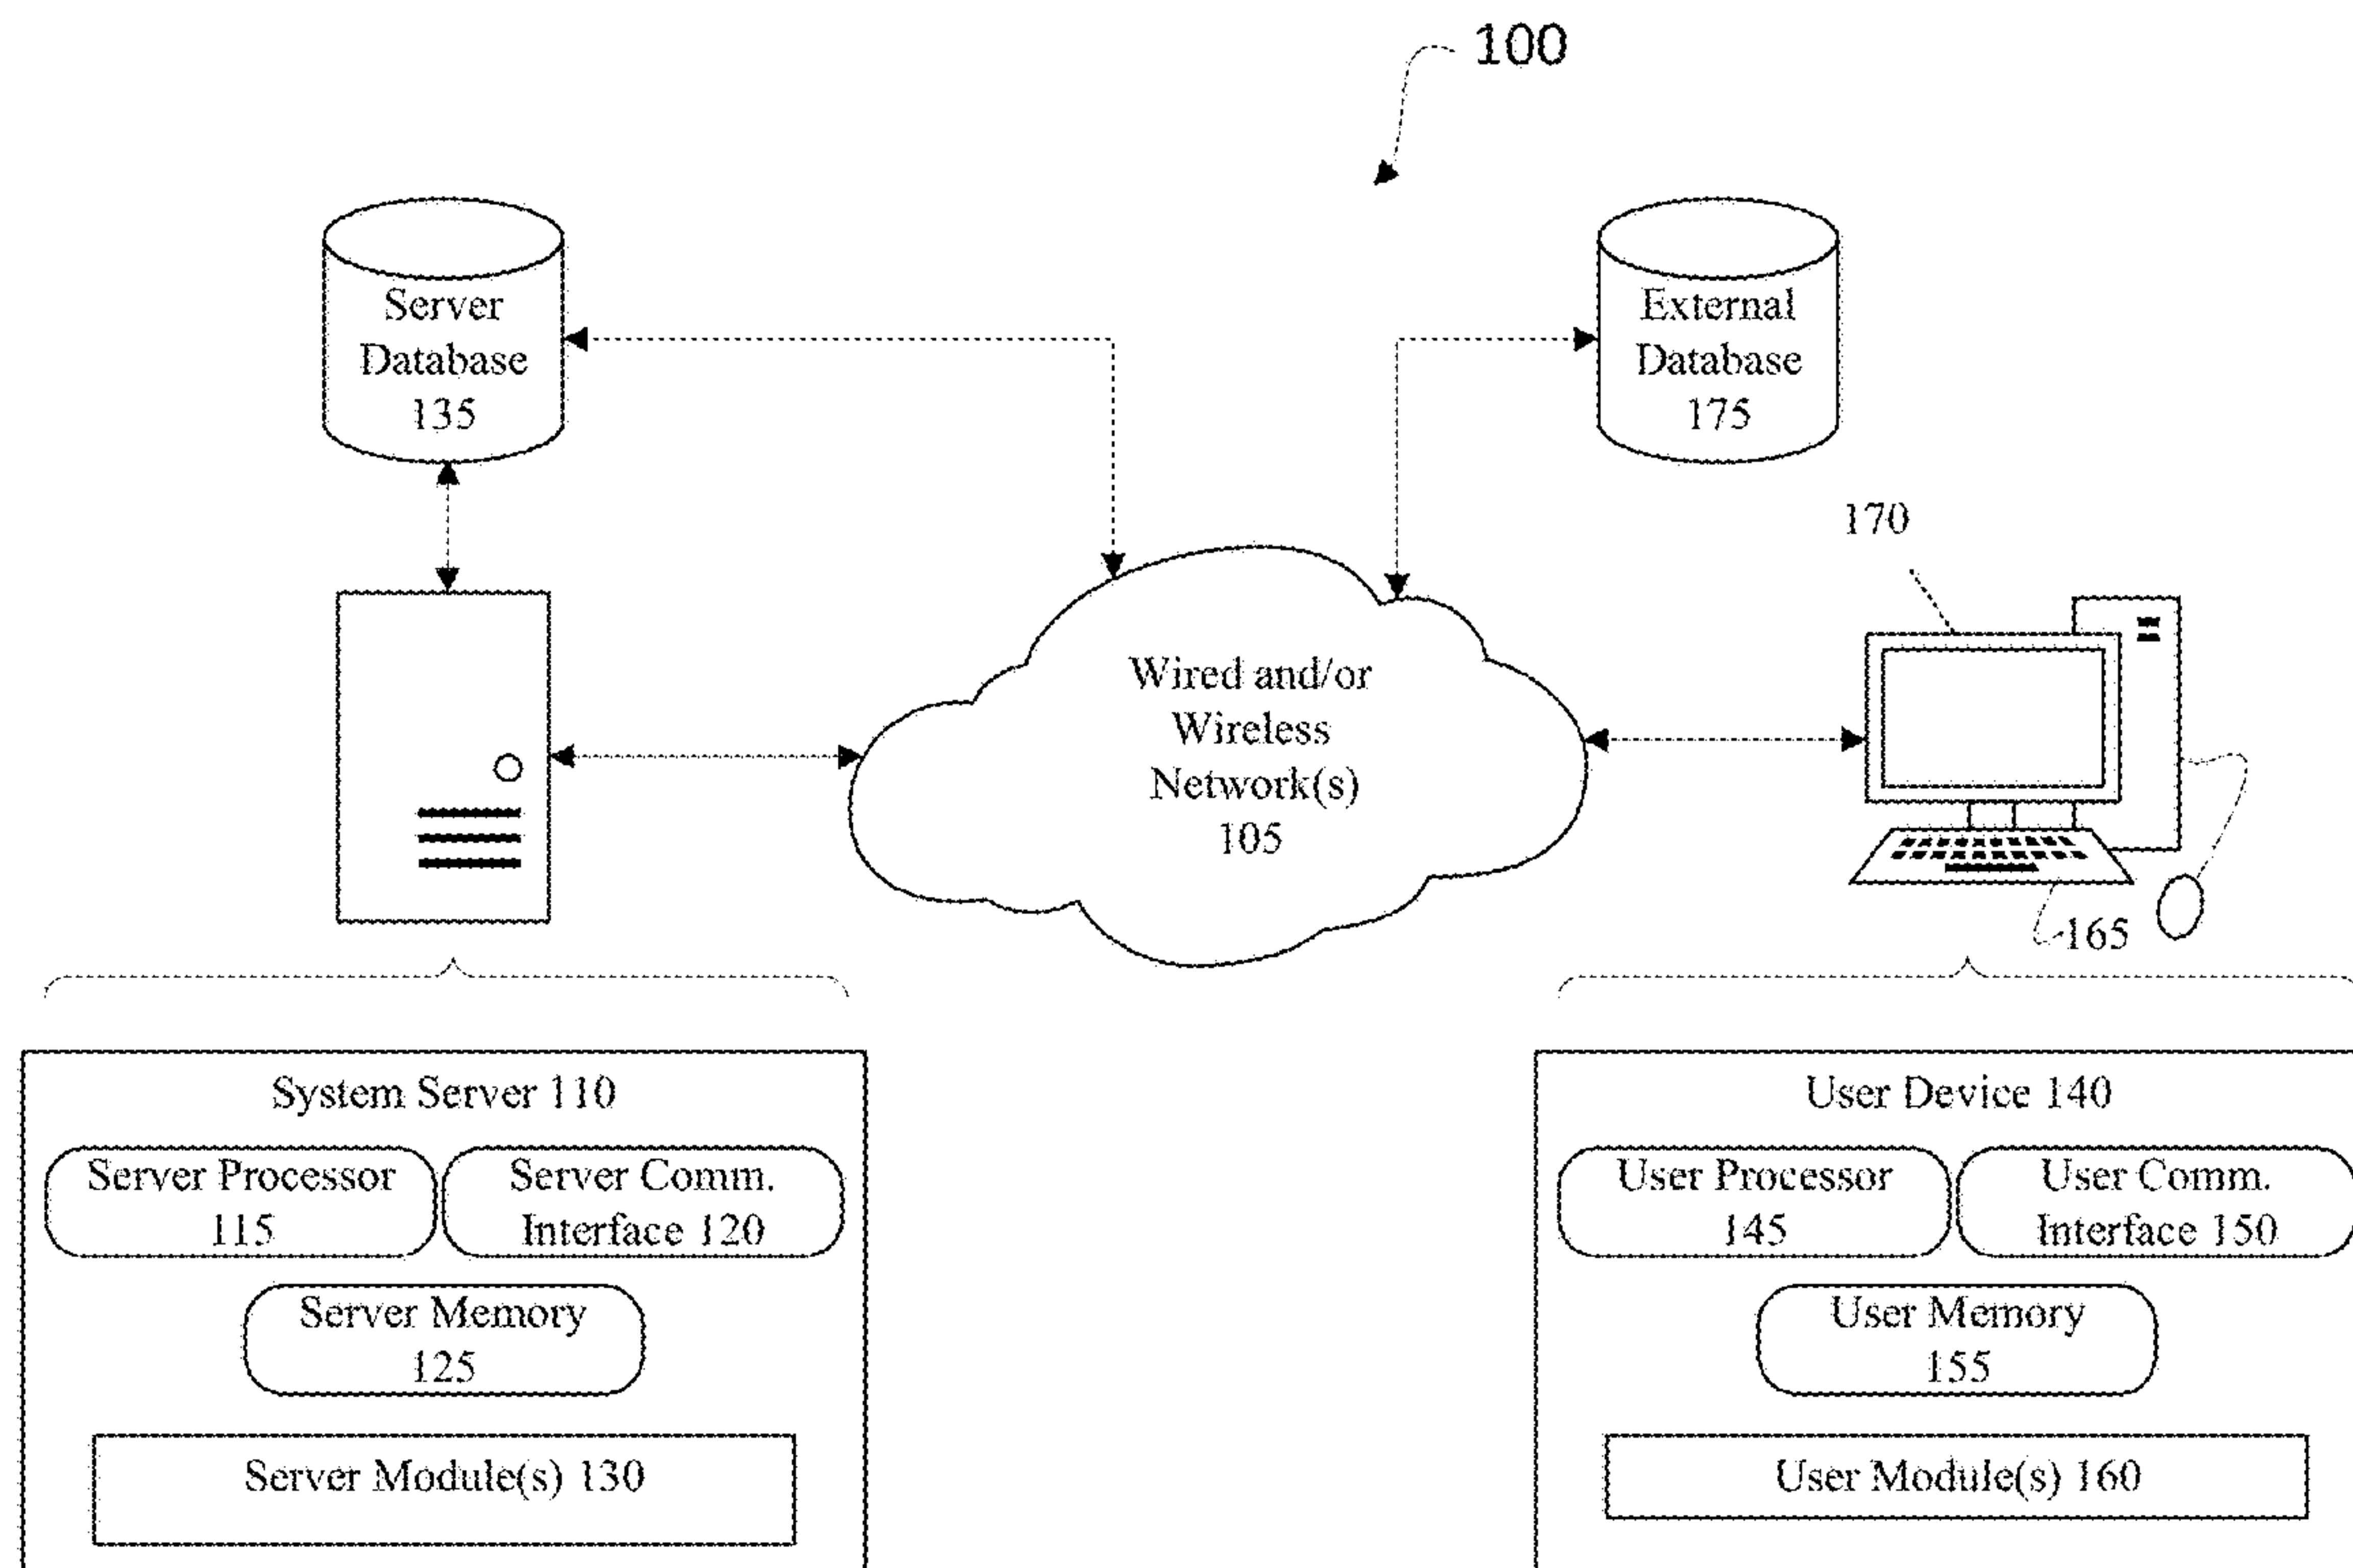 100
Server
Database
135
External
Database
175
170
Wired and/or
Wireless
Network(s)
105
165
System Server 110
Server Processor
115
Server Comm.
Interface 120
Server Memory
125
Server Module(s) 130
User Device 140
User Processor
145
User Comm.
Interface 150
User Memory
155
User Module(s) 160